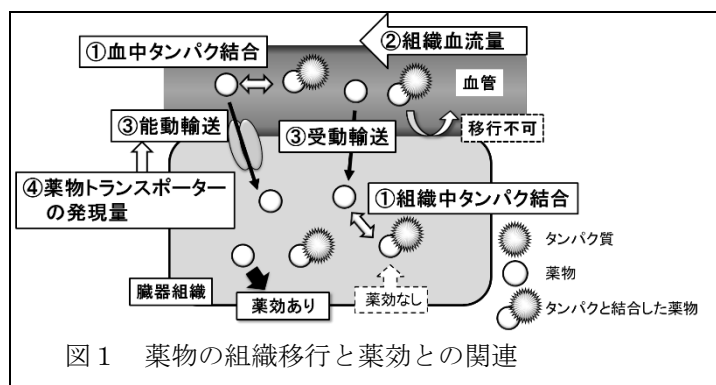 ①血中タンパク結合
②組織血流量
血管
③能動輸送
③受動輸送
移行不可
④薬物トランスポーター
の発現量
①組織中タンパク結合
臓器組織
薬効あり
薬効なし
タンパク質
薬物
タンパクと結合した薬物
図１　薬物の組織移行と薬効との関連